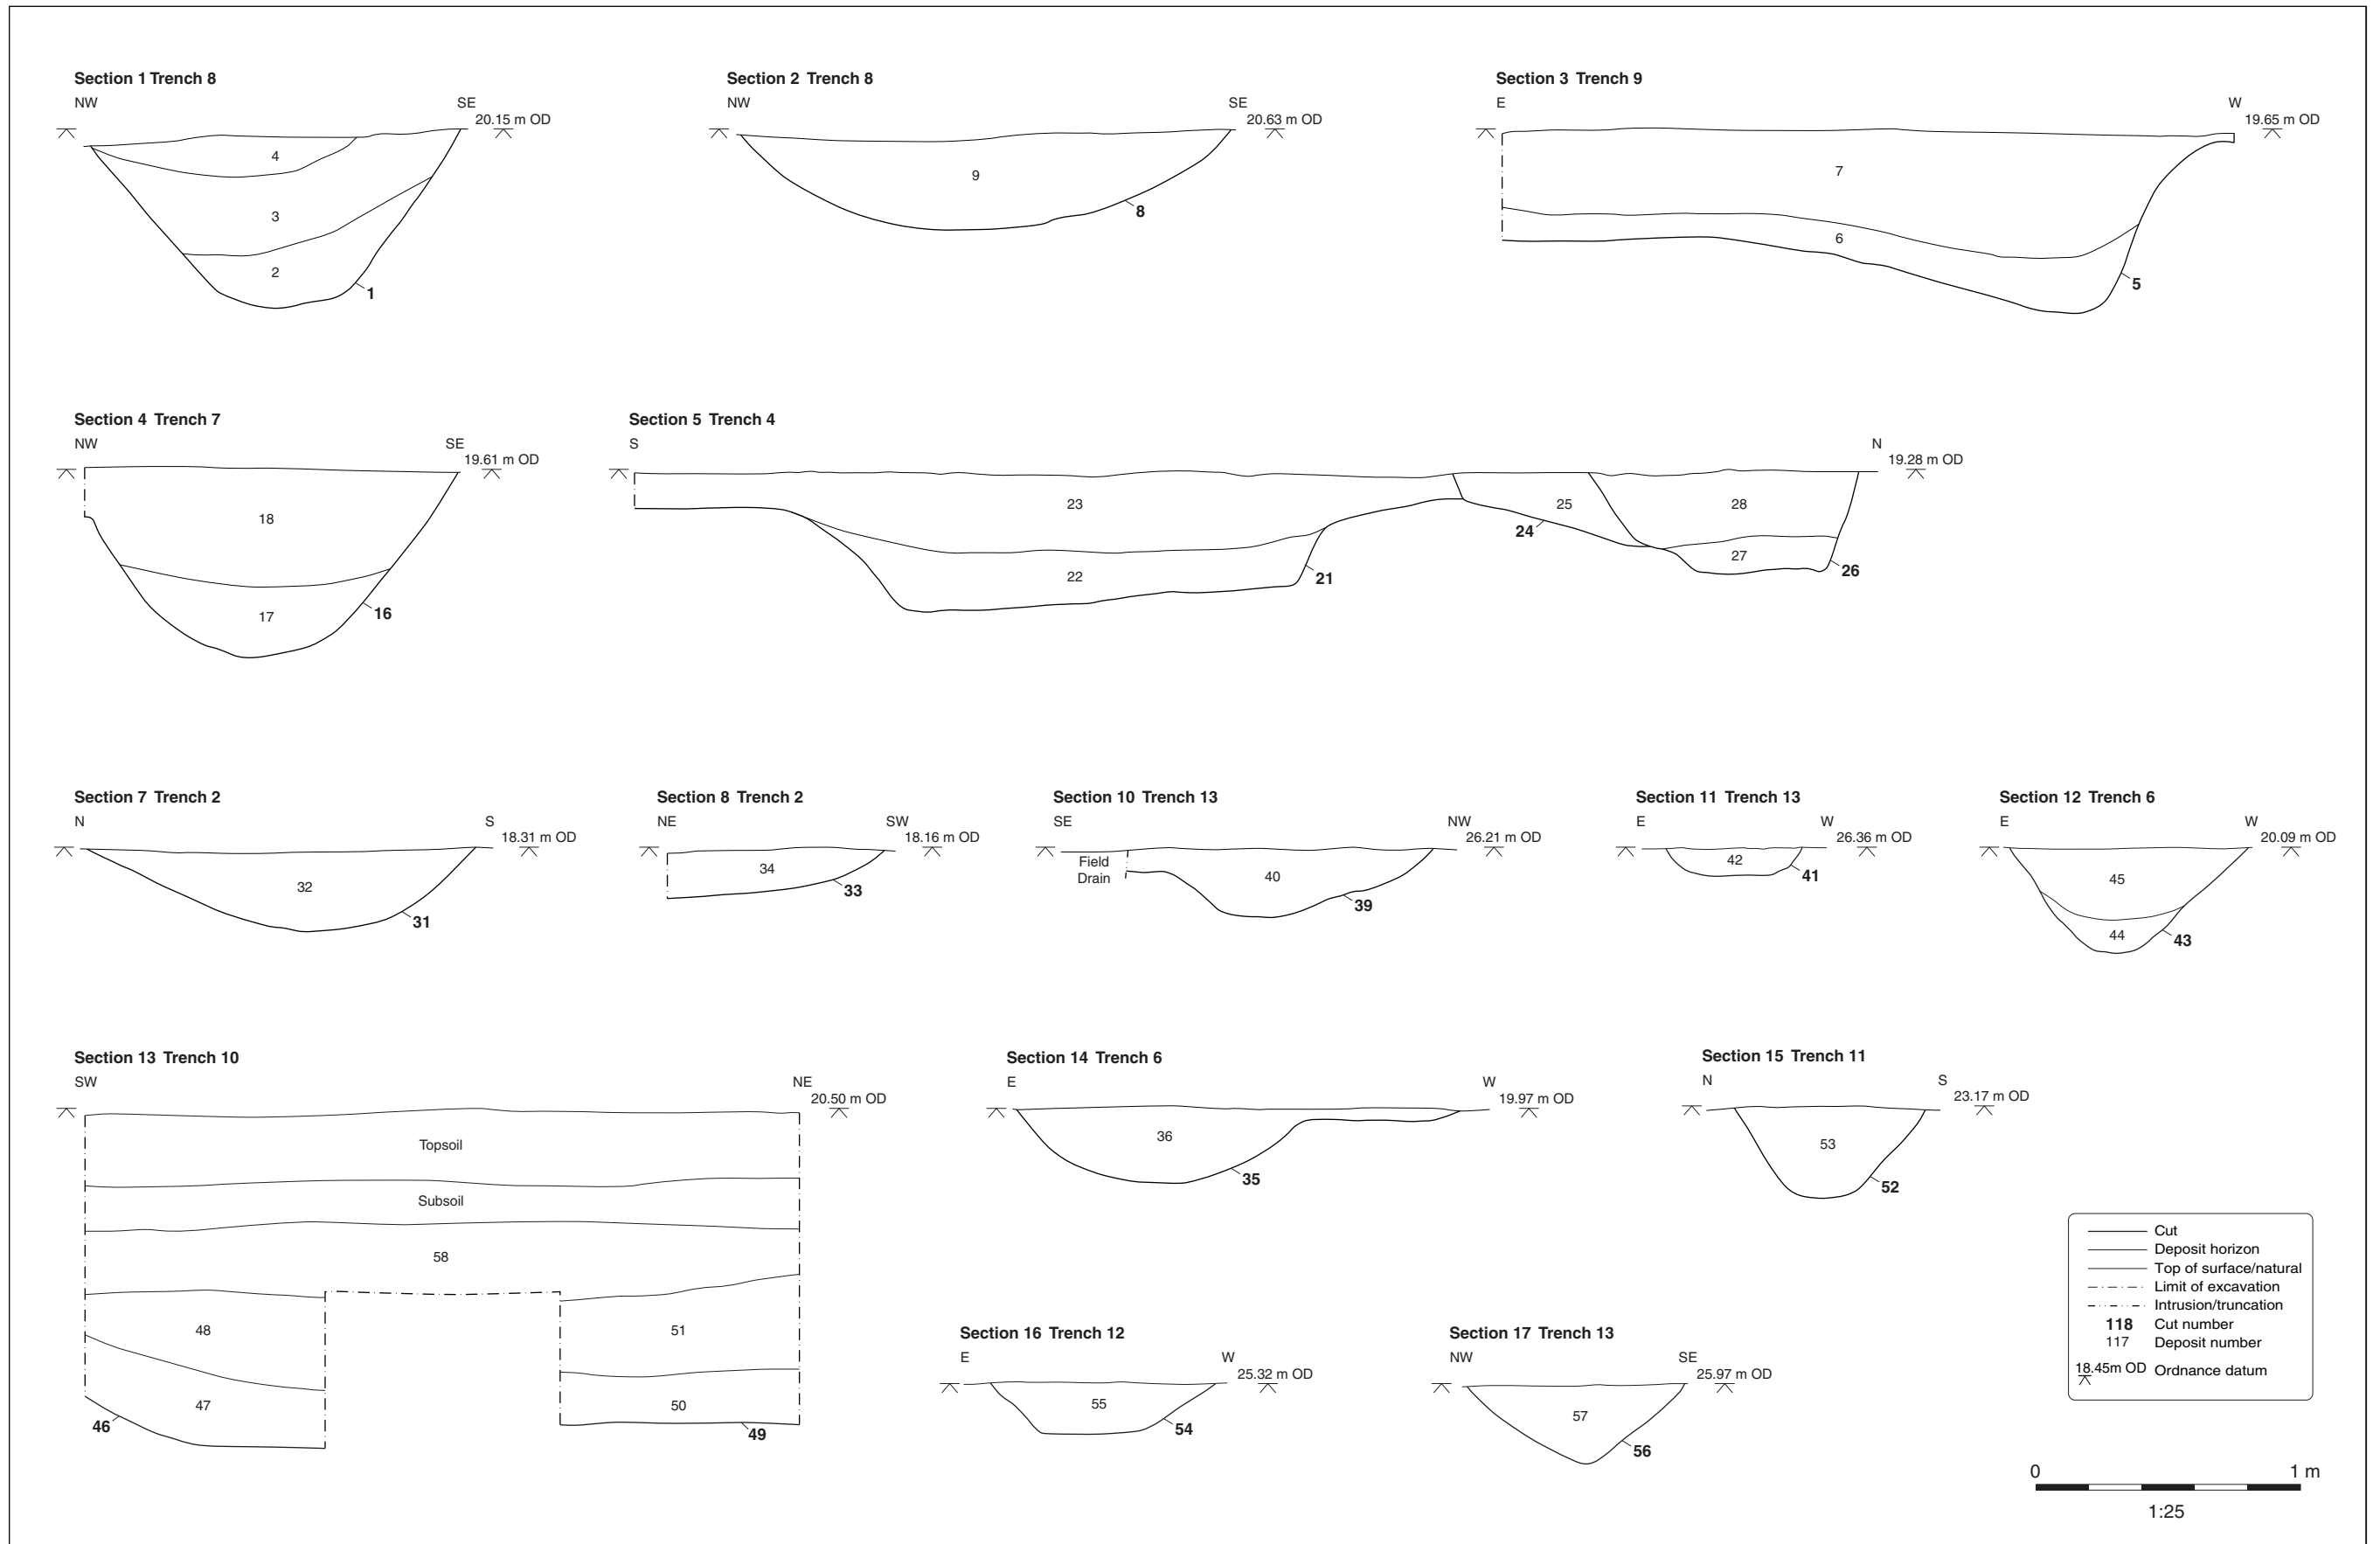 Section 1 Trench 8
NW
SE
20.15 m OD
4
3
2
1
Section 2 Trench 8
NW
SE
20.63 m OD
9
8
Section 3 Trench 9
E
W
19.65 m OD
7
6
5
Section 4 Trench 7
NW
SE
19.61 m OD
18
17
16
Section 5 Trench 4
S
N
19.28 m OD
23
25
28
24
27
22
21
26
Section 7 Trench 2
N
S
18.31 m OD
32
31
Section 8 Trench 2
NE
SW
18.16 m OD
34
33
Section 10 Trench 13
SE
NW
26.21 m OD
Field
Drain
40
39
Section 11 Trench 13
E
W
26.36 m OD
42
41
Section 12 Trench 6
E
W
20.09 m OD
45
44
43
Section 13 Trench 10
SW
NE
20.50 m OD
Topsoil
Subsoil
58
48
51
47
50
46
49
Section 14 Trench 6
E
W
19.97 m OD
36
35
Section 15 Trench 11
N
S
23.17 m OD
53
52
Section 16 Trench 12
E
W
25.32 m OD
55
54
Section 17 Trench 13
NW
SE
25.97 m OD
57
56
Cut
Deposit horizon
Top of surface/natural
Limit of excavation
Intrusion/truncation
118 Cut number
117 Deposit number
18.45m OD Ordnance datum
0 1 m
1:25